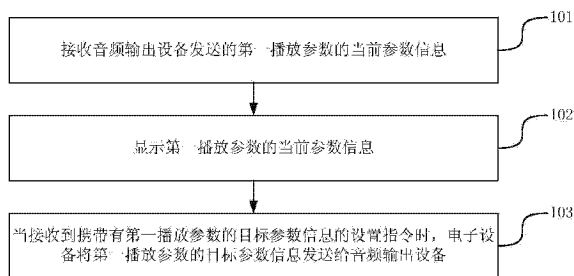 接收音频输出设备发送的第一播放参数的当前参数信息
101
显示第一播放参数的当前参数信息
102
当接收到携带有第一播放参数的目标参数信息的设置指令时，电子设
备将第一播放参数的目标参数信息发送给音频输出设备
103